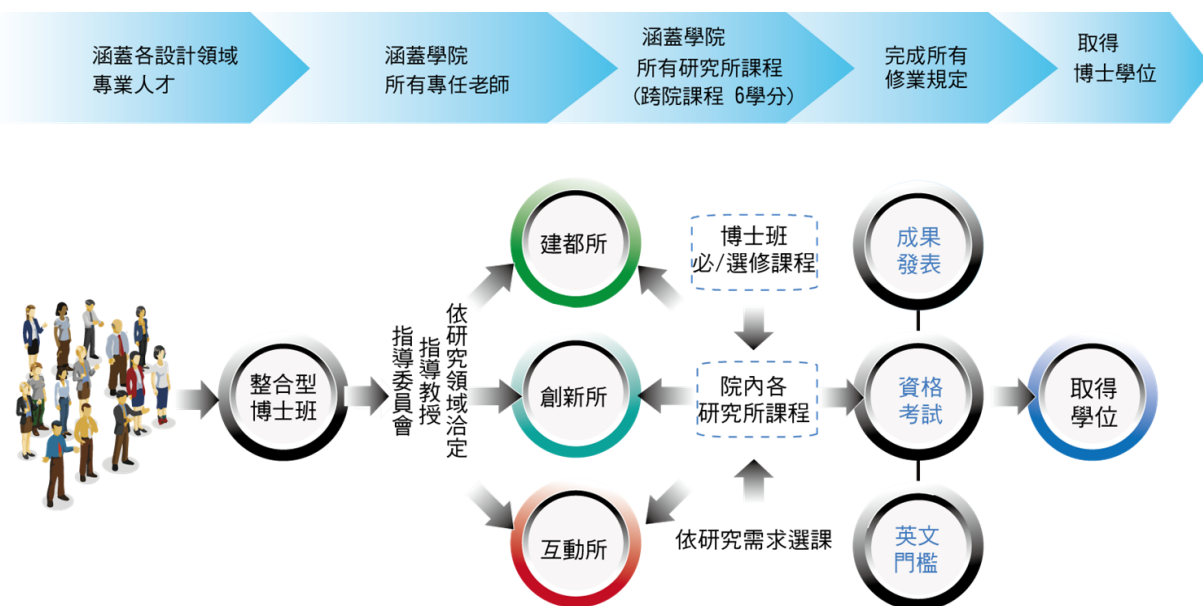 涵蓋各設計領域
專業人才
涵蓋學院
所有專任老師
涵蓋學院
所有研究所課程
(跨院課程 6學分)
完成所有
修業規定
取得
博士學位
整合型
博士班
依研究領域洽定
指導教授
指導委員會
建都所
創新所
互動所
博士班
必/選修課程
院內各
研究所課程
依研究需求選課
成果
發表
資格
考試
英文
門檻
取得
學位